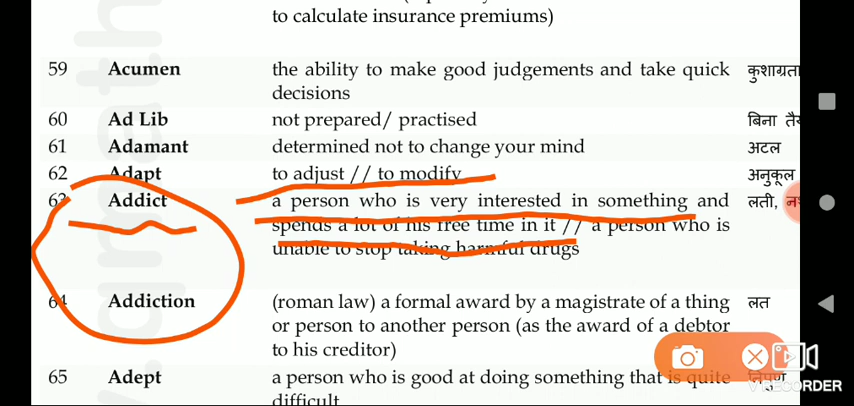 to calculate insurance premiums)
59 Acumen the ability to make good judgements and take quick कुशाग्रता
decisions
60 Ad Lib not prepared/ practised बिना
61 Adamant determined not to change your mind अटल
62 Adapt to adjust // to modify अनुकूल
63 Addict a person who is very interested in something and लती,
spends a lot of his free time in it // a person who is
unable to stop taking harmful drugs
64 Addiction (roman law) a formal award by a magistrate of a thing लत
or person to another person (as the award of a debtor
to his creditor)
65 Adept a person who is good at doing something that is quite निपुण
difficult
RECORDER